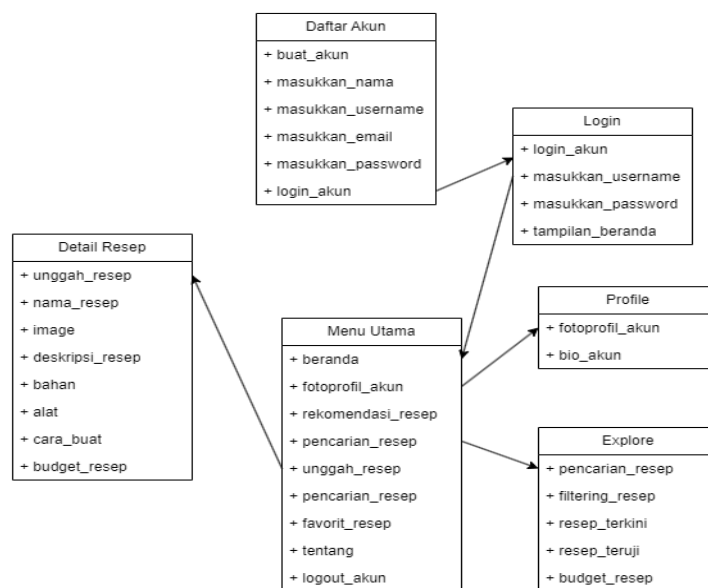 Daftar Akun
+ buat_akun
+ masukkan_nama
+ masukkan_username
+ masukkan_email
+ masukkan_password
+ login_akun
Login
+ login_akun
+ masukkan_username
+ masukkan_password
+ tampilan_beranda
Detail Resep
+ unggah_resep
+ nama_resep
+ image
+ deskripsi_resep
+ bahan
+ alat
+ cara_buat
+ budget_resep
Menu Utama
+ beranda
+ fotoprofil_akun
+ rekomendasi_resep
+ pencarian_resep
+ unggah_resep
+ pencarian_resep
+ favorit_resep
+ tentang
+ logout_akun
Profile
+ fotoprofil_akun
+ bio_akun
Explore
+ pencarian_resep
+ filtering_resep
+ resep_terkini
+ resep_teruji
+ budget_resep